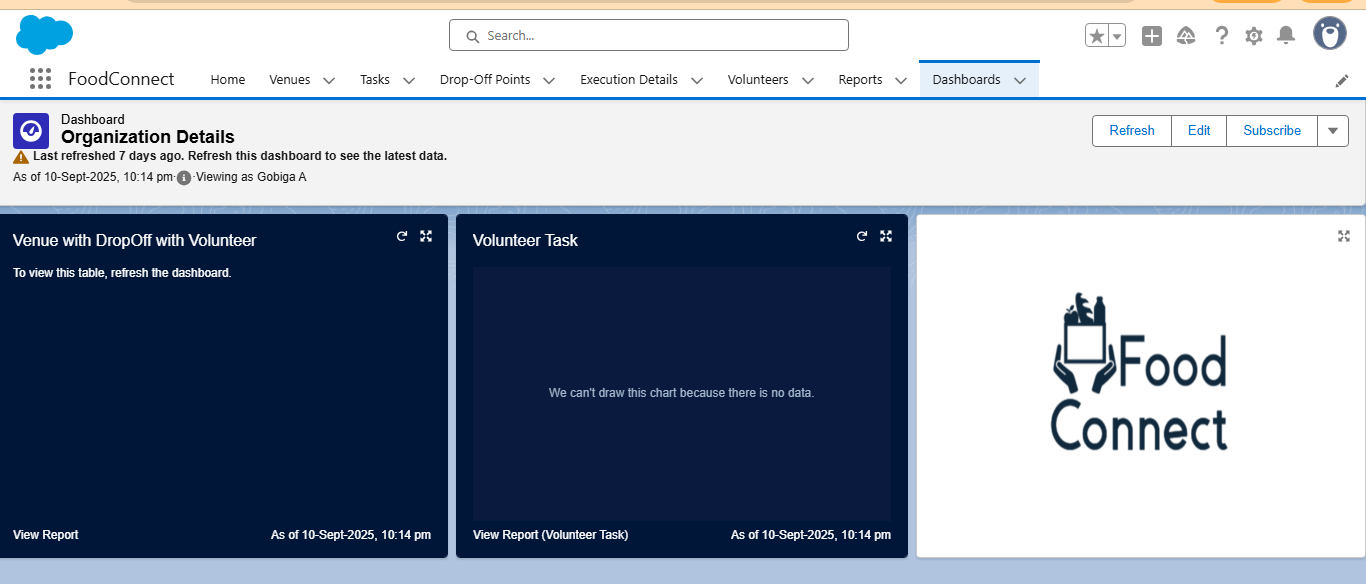 Search...
FoodConnect
Home
Venues
Tasks
Drop-Off Points
Execution Details
Volunteers
Reports
Dashboards
Dashboard
Organization Details
Last refreshed 7 days ago. Refresh this dashboard to see the latest data.
As of 10-Sept-2025, 10:14 pm·Viewing as Gobiga A
Refresh
Edit
Subscribe
Venue with DropOff with Volunteer
To view this table, refresh the dashboard.
View Report
As of 10-Sept-2025, 10:14 pm
Volunteer Task
We can't draw this chart because there is no data.
View Report (Volunteer Task)
As of 10-Sept-2025, 10:14 pm
Food
Connect